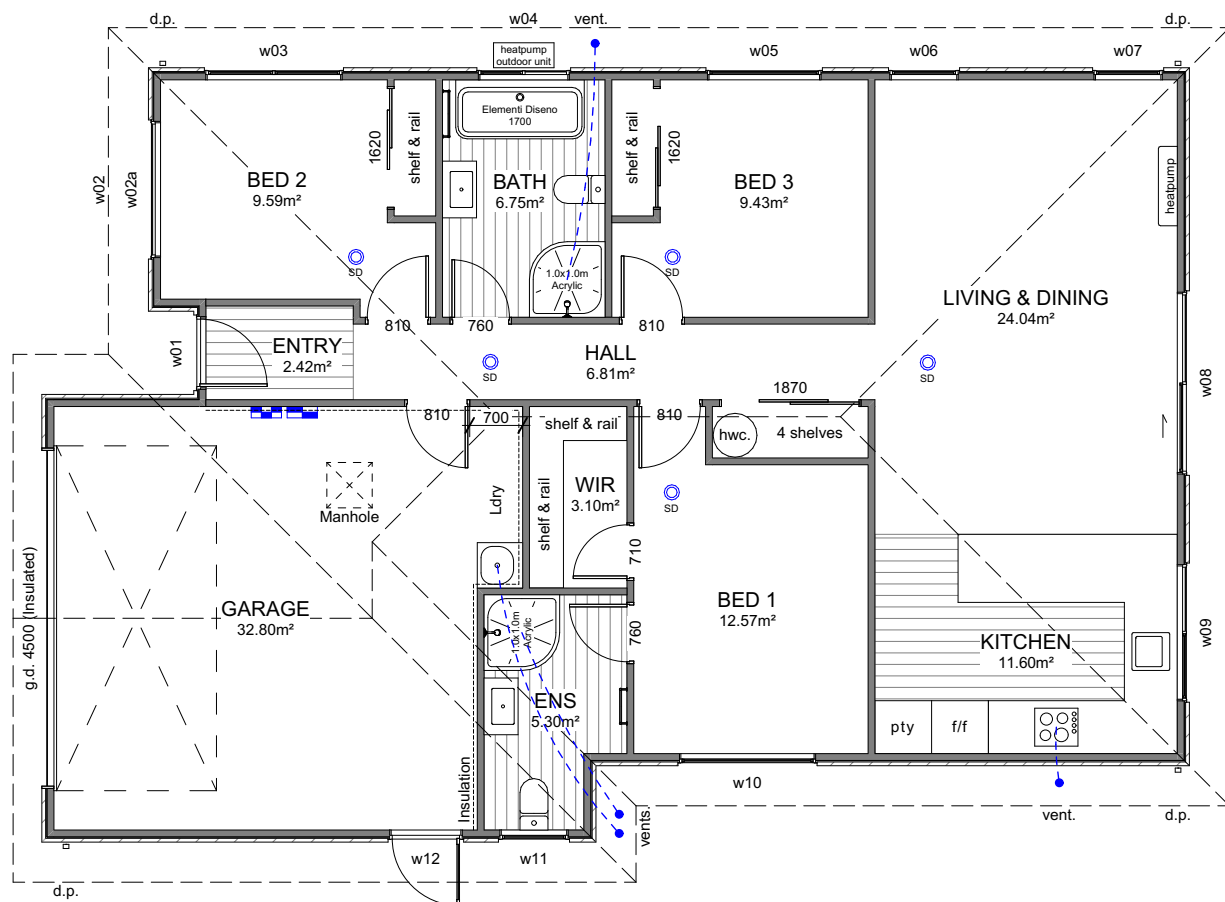 d.p.
w04
vent.
d.p.
w03
heatpump
outdoor unit
w05
w06
w07
Elementi Diseno
1700
1620
shelf & rail
shelf & rail
1620
w02
w02a
BED 2
9.59m²
BATH
6.75m²
BED 3
9.43m²
heatpump
SD
SD
1.0x1.0m
Acrylic
LIVING & DINING
24.04m²
810
760
810
w01
ENTRY
2.42m²
HALL
6.81m²
SD
SD
w08
1870
810
700
shelf & rail
810
hwc.
4 shelves
WIR
3.10m²
SD
Manhole
Ldry
shelf & rail
710
g.d. 4500 (Insulated)
GARAGE
32.80m²
1.0x1.0m
Acrylic
760
BED 1
12.57m²
KITCHEN
11.60m²
w09
ENS
5.30m²
pty
f/f
Insulation
w10
vents.
vent.
d.p.
w12
w11
d.p.